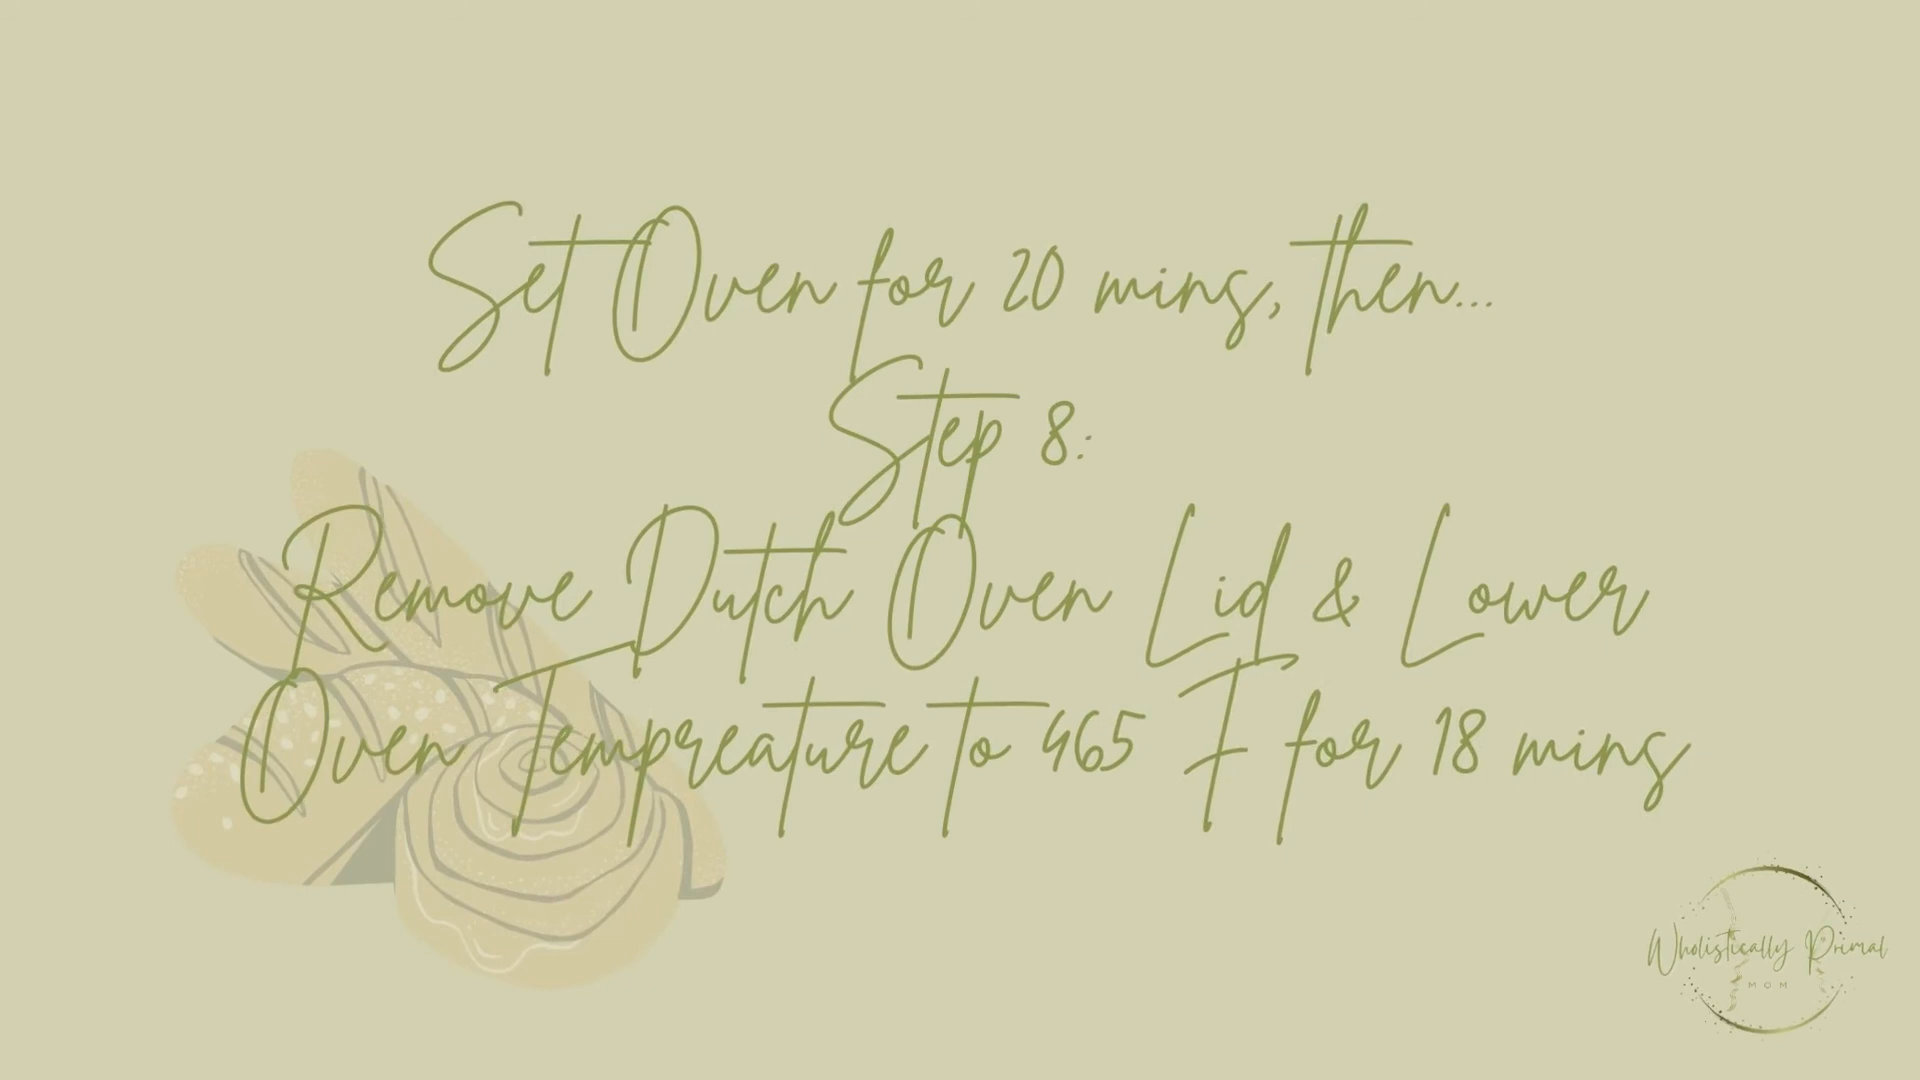 Set Oven for 20 mins, then...
Step 8:
Remove Dutch Oven Lid & Lower
Oven Tempreature to 465 F for 18 mins
Wholistically Primal
MOM